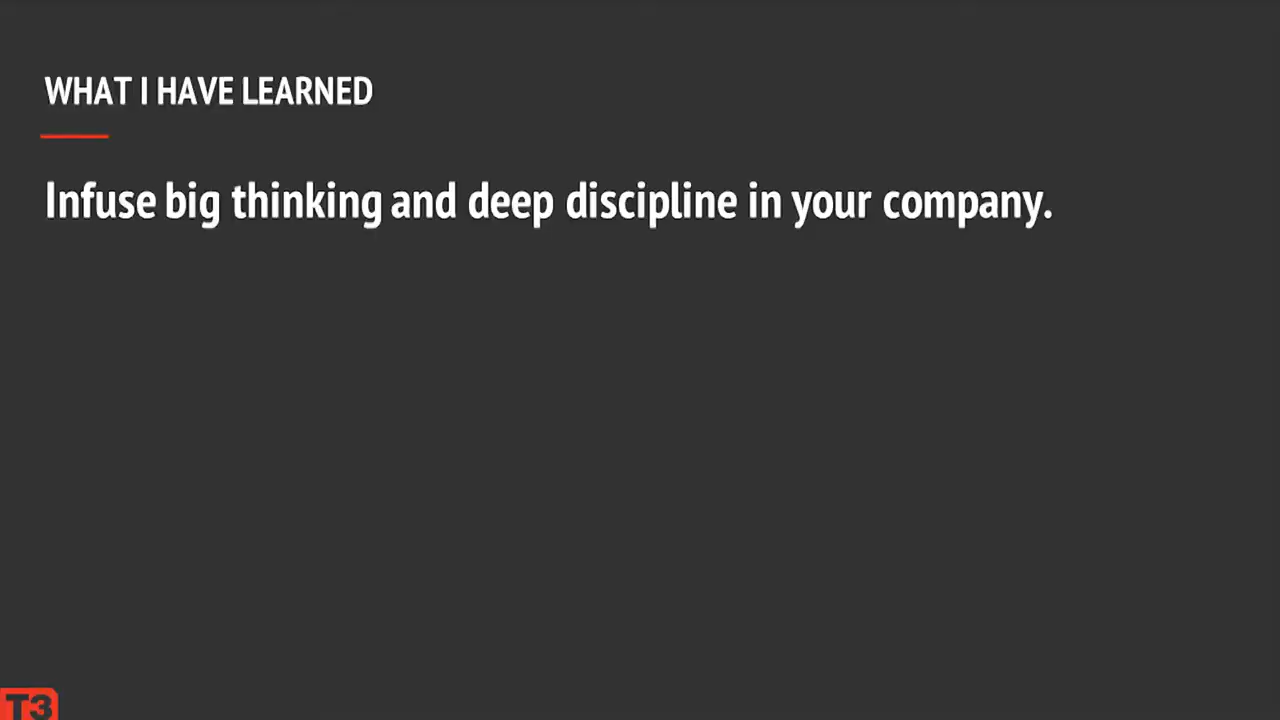 WHAT I HAVE LEARNED
Infuse big thinking and deep discipline in your company.
T3